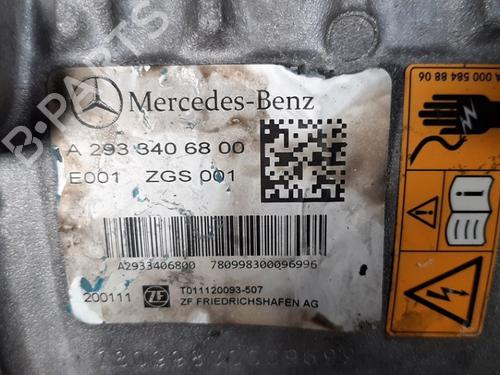 Mercedes-Benz
A 293 340 68 00
E001 ZGS 001
A2933406800 780998300096996
200111 ZF T011120093-507
ZF FRIEDRICHSHAFEN AG
A 000 584 88 06
B-PARTS